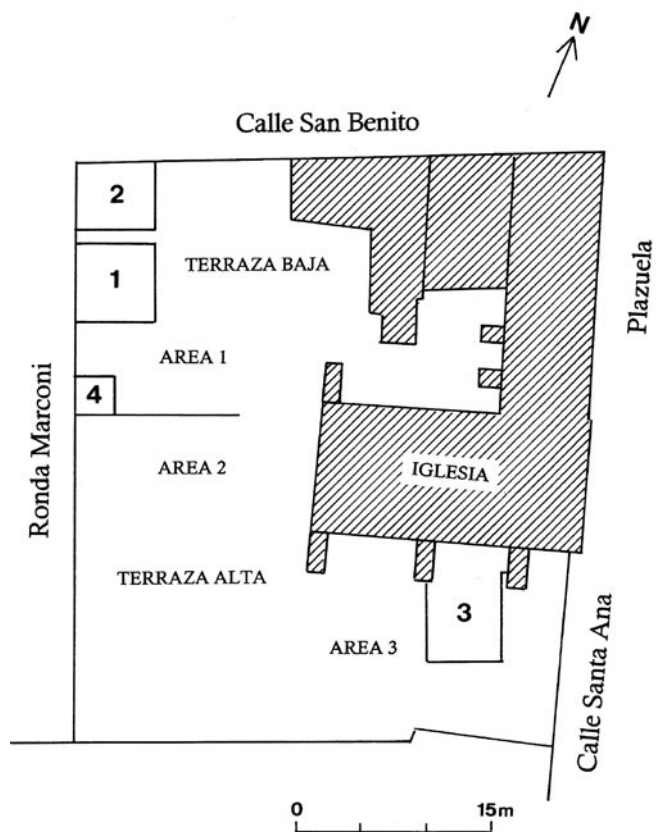 N
Calle San Benito
2
TERRAZA BAJA
1
Plazuela
AREA 1
4
Ronda Marconi
AREA 2
IGLESIA
TERRAZA ALTA
3
AREA 3
Calle Santa Ana
0 15m